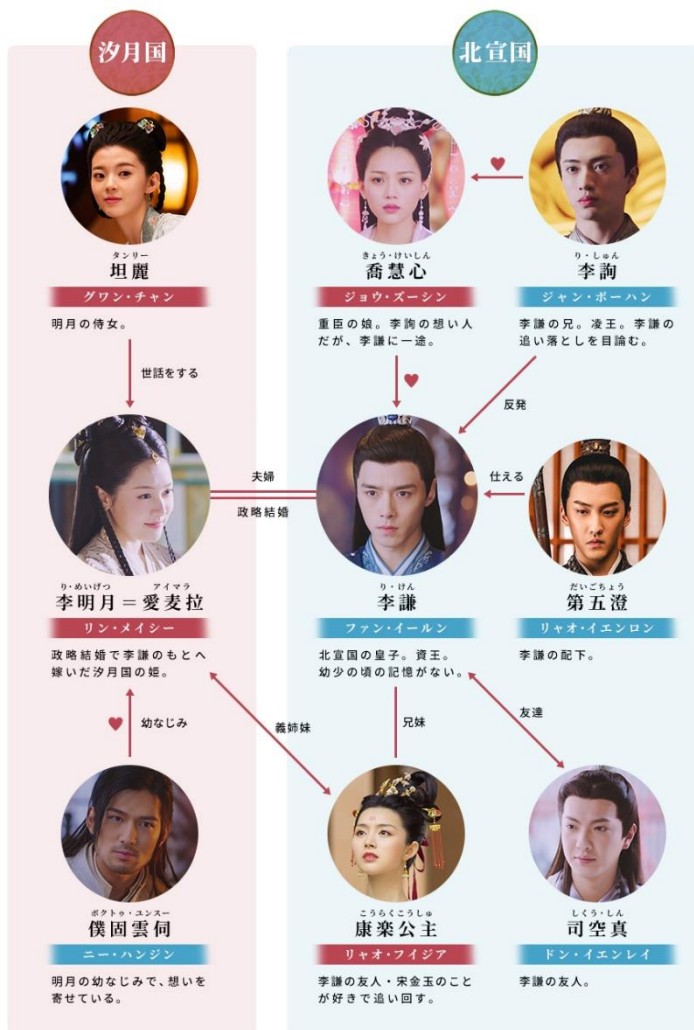 汐月国
北宣国
タンリー
坦麗
グワン・チャン
明月の侍女。
きょう・けいしん
喬慧心
ジョウ・ズーシン
重臣の娘。李詢の想い人
だが、李謙に一途。
り・しゅん
李詢
ジャン・ボーハン
李謙の兄。凌王。李謙の
追い落としを目論む。
世話をする
反発
夫婦
政略結婚
仕える
り・めいげつ アイマラ
李明月＝愛麦拉
リン・メイシー
政略結婚で李謙のもとへ
嫁いだ汐月国の姫。
り・けん
李謙
ファン・イールン
北宣国の皇子。資王。
幼少の頃の記憶がない。
だいごちょう
第五澄
リャオ・イエンロン
李謙の配下。
幼なじみ
義姉妹
兄妹
友達
ボクトゥ・ユンスー
僕固雲伺
ニー・ハンジン
明月の幼なじみで、想いを
寄せている。
こうらくこうしゅ
康楽公主
リャオ・フイジア
李謙の友人・宋金玉のこと
が好きで追い回す。
しくう・しん
司空真
ドン・イエンレイ
李謙の友人。